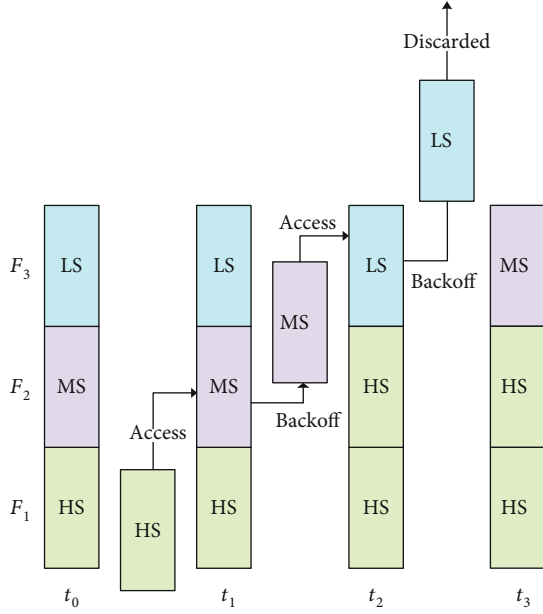 Discarded
LS
Access
F3 LS LS MS LS Backoff MS
F2 MS Access MS Backoff HS HS
F1 HS HS HS HS HS
t0 t1 t2 t3